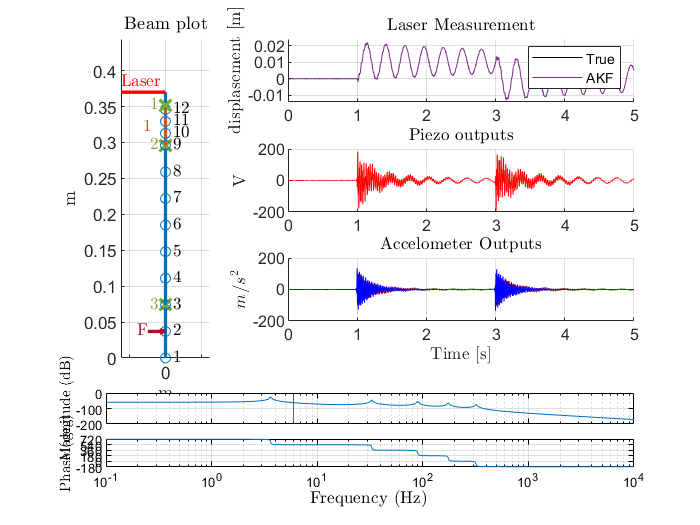 Beam plot
Laser
1
12
11
1
10
2
9
8
7
6
5
4
3
3
F
2
1
0.4
0.35
0.3
0.25
0.2
0.15
0.1
0.05
0
m
0
Laser Measurement
displasement [m]
0.02
0.01
0
-0.01
True
AKF
0 1 2 3 4 5
Piezo outputs
V
200
0
-200
0 1 2 3 4 5
Accelometer Outputs
m/s²
200
0
-200
0 1 2 3 4 5
Time [s]
0
-100
-200
720
-180
10⁻¹ 10⁰ 10¹ 10² 10³ 10⁴
Frequency (Hz)